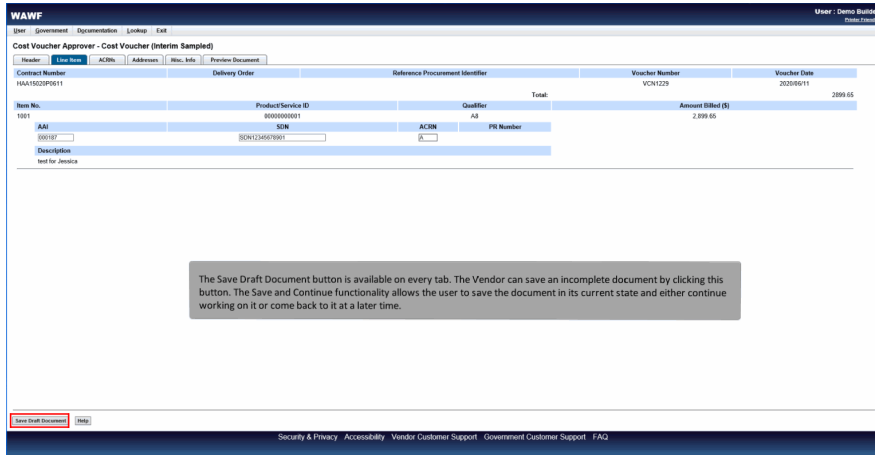 WAWF
User : Demo Builde
Printer Friend
User Government Documentation Lookup Exit
Cost Voucher Approver - Cost Voucher (Interim Sampled)
Header Line Item ACRNs Addresses Misc. Info Preview Document
Contract Number Delivery Order Reference Procurement Identifier Voucher Number Voucher Date
HAA15020P0611 VCN1229 2020/06/11
Total: 2899.65
Item No. Product/Service ID Qualifier Amount Billed ($)
1001 00000000001 A8 2,899.65
AAI SDN ACRN PR Number
000187 SDN12345678901 A
Description
test for Jessica
The Save Draft Document button is available on every tab. The Vendor can save an incomplete document by clicking this
button. The Save and Continue functionality allows the user to save the document in its current state and either continue
working on it or come back to it at a later time.
Save Draft Document Help
Security & Privacy Accessibility Vendor Customer Support Government Customer Support FAQ